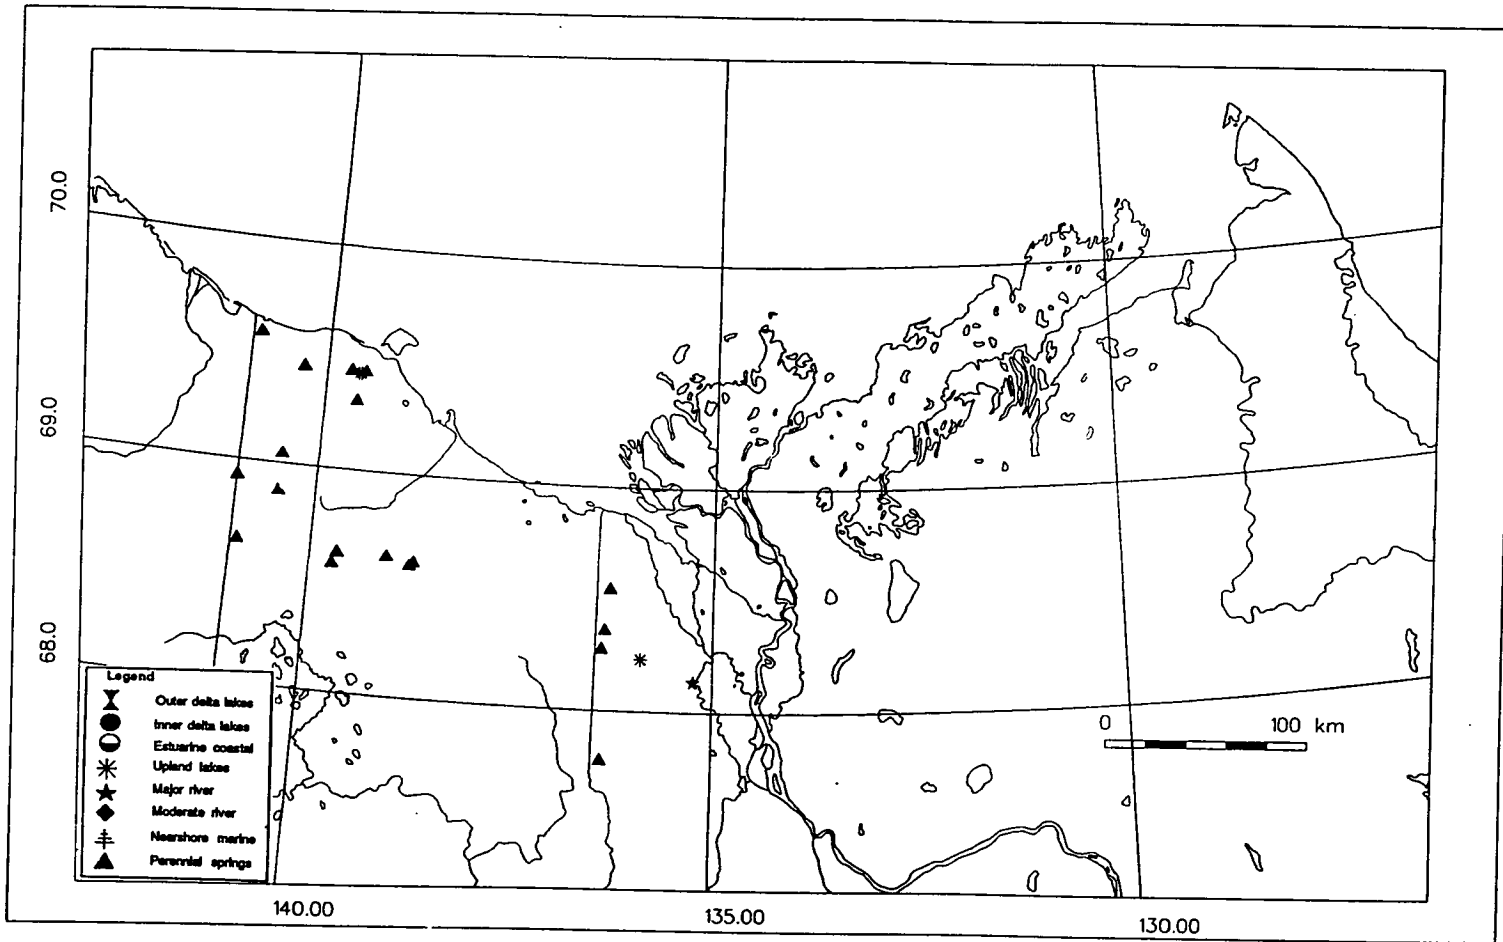 70.0
69.0
68.0
Legend
Outer delta lakes
Inner delta lakes
Estuarine coastal
Upland lakes
Major river
Moderate river
Nearshore marine
Perennial springs
0 100 km
140.00
135.00
130.00